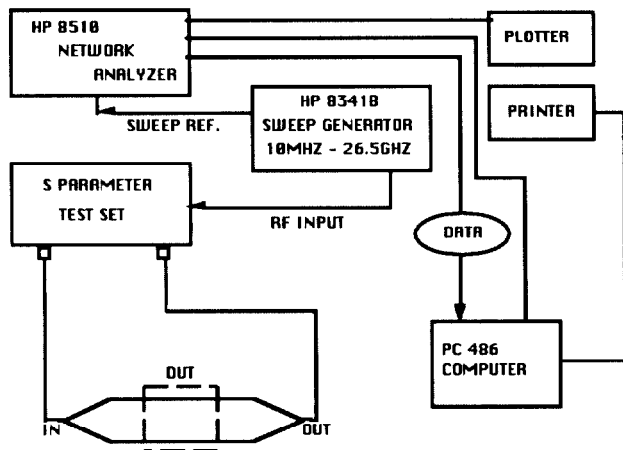 HP 8510
NETWORK
ANALYZER
PLOTTER
HP 8341B
SWEEP GENERATOR
10MHZ - 26.5GHZ
PRINTER
SWEEP REF.
S PARAMETER
TEST SET
RF INPUT
DATA
PC 486
COMPUTER
DUT
IN
OUT